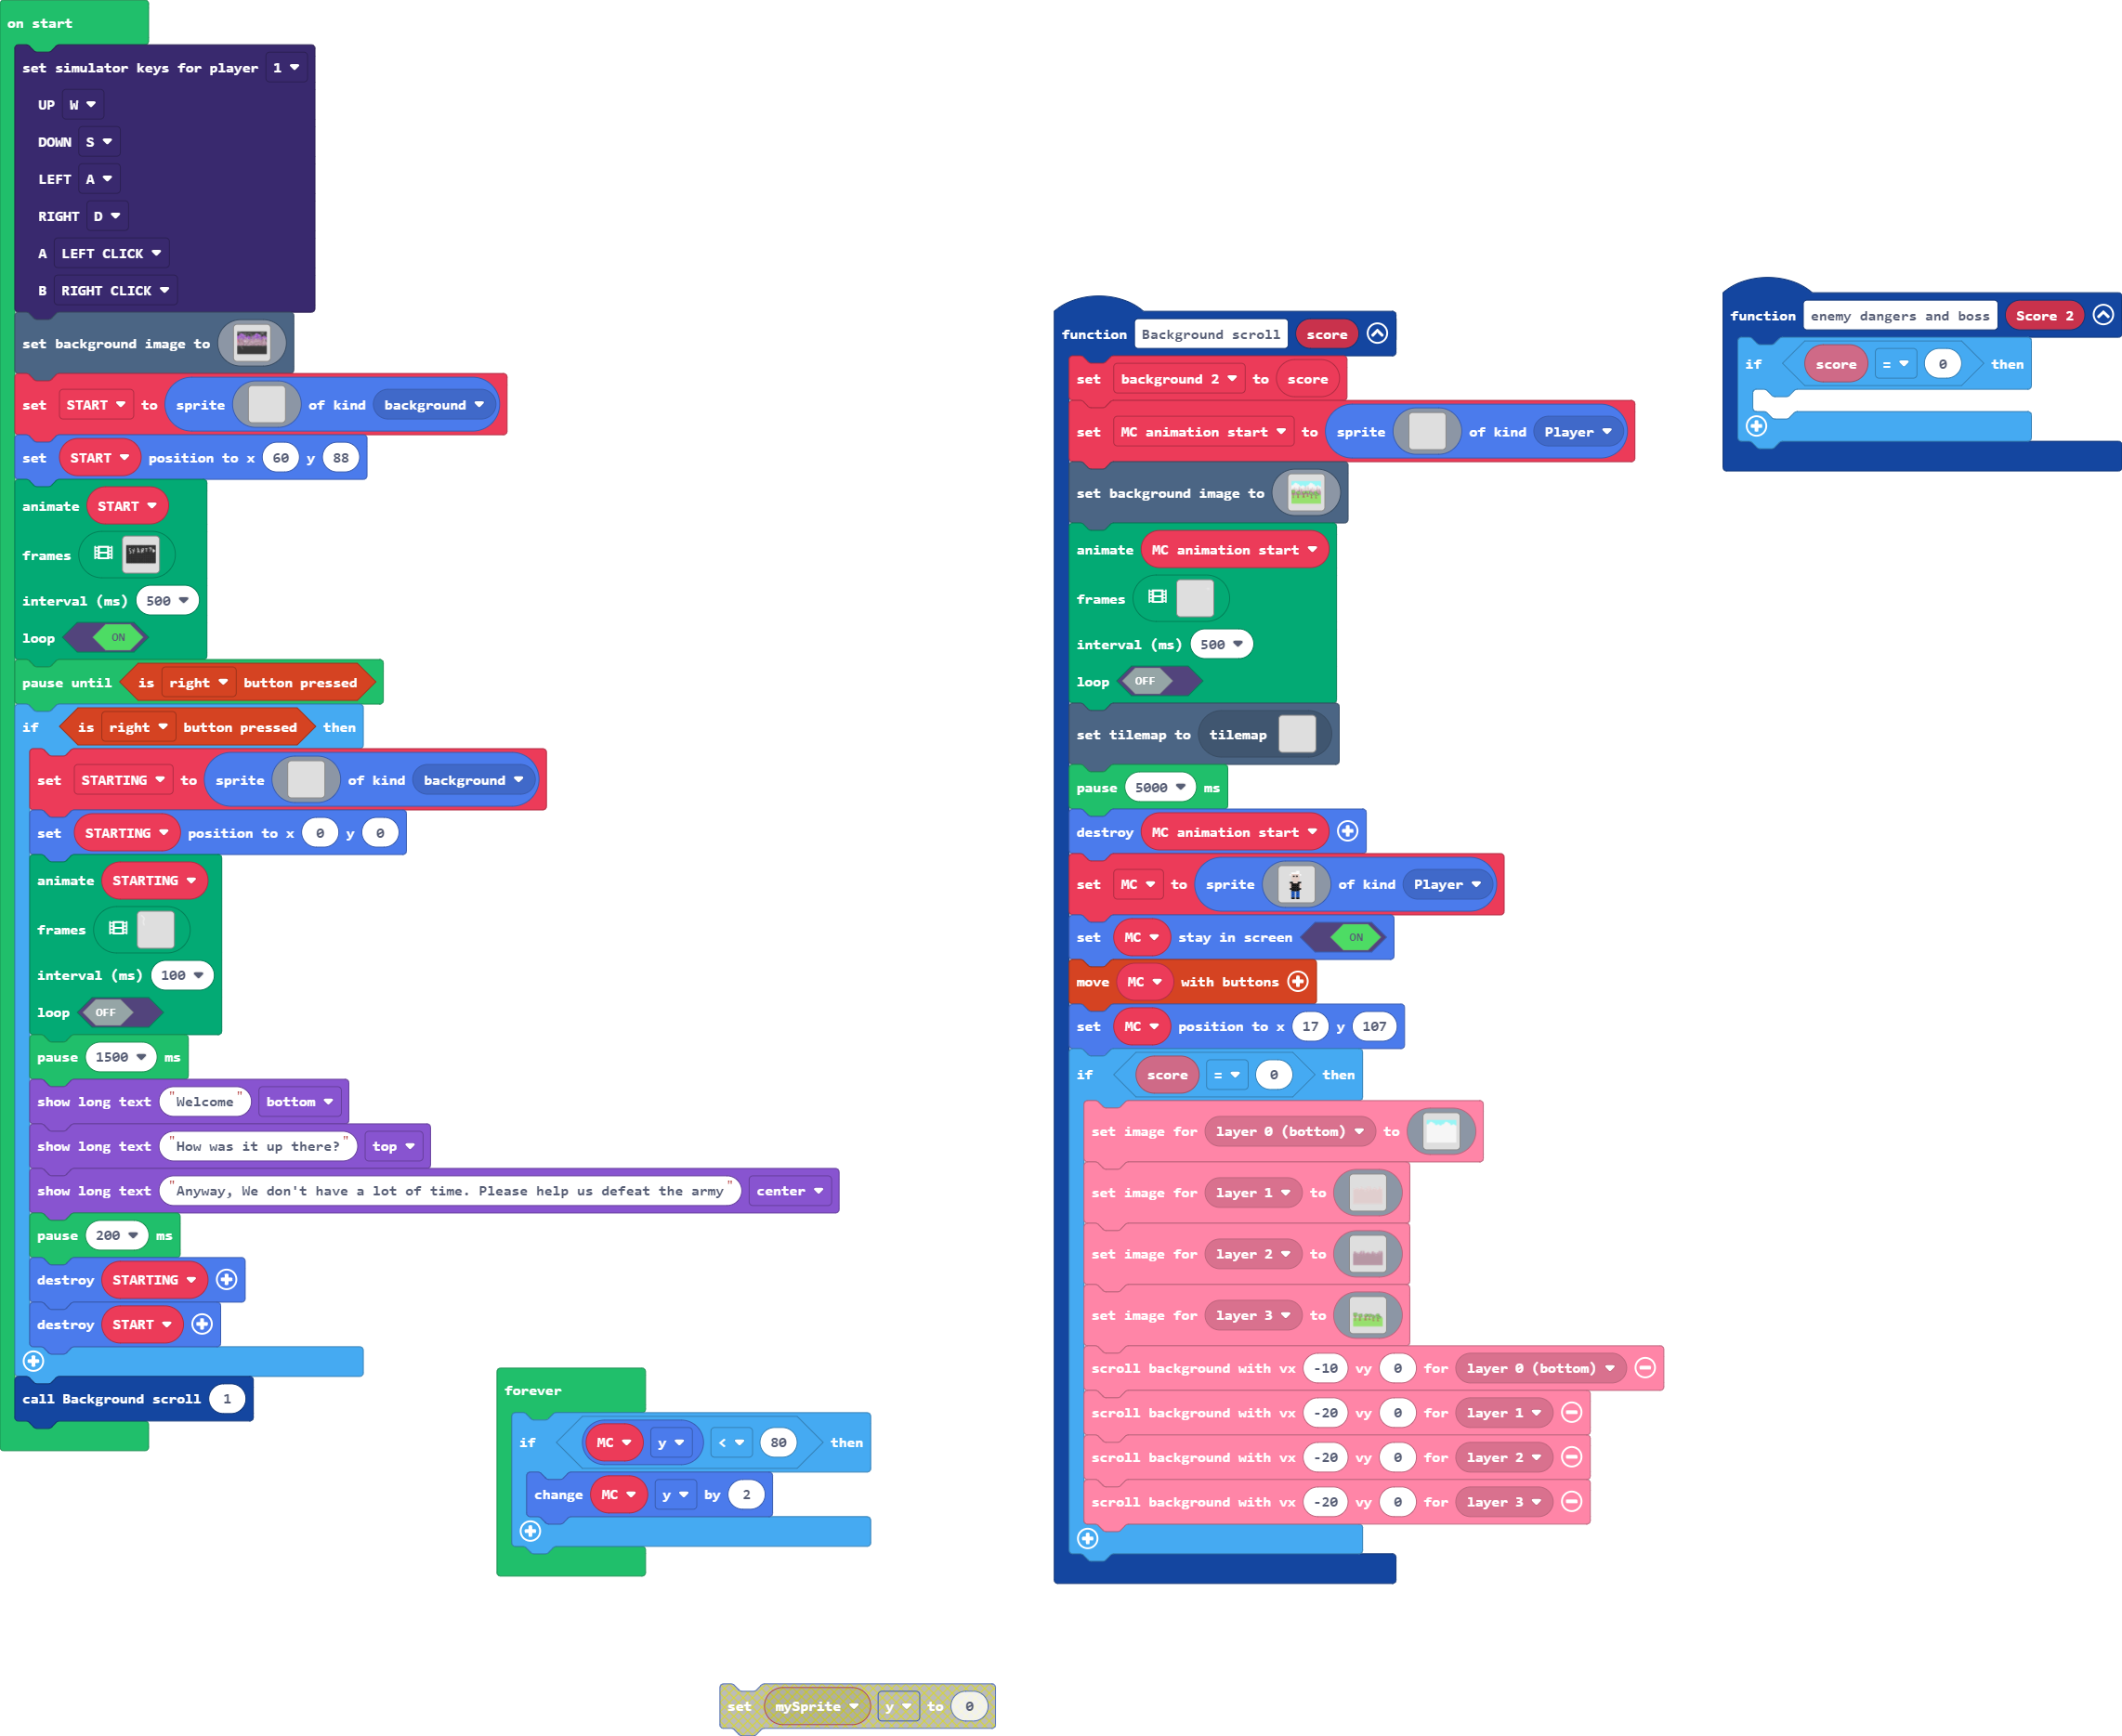 on start
set simulator keys for player 1
UP W
DOWN S
LEFT A
RIGHT D
A LEFT CLICK
B RIGHT CLICK
set background image to
set START to sprite of kind background
set START position to x 60 y 88
animate START
frames
interval (ms) 500
loop ON
pause until is right button pressed
if is right button pressed then
set STARTING to sprite of kind background
set STARTING position to x 0 y 0
animate STARTING
frames
interval (ms) 100
loop OFF
pause 1500 ms
show long text "Welcome" bottom
show long text "How was it up there?" top
show long text "Anyway, We don't have a lot of time. Please help us defeat the army" center
pause 200 ms
destroy STARTING
destroy START
call Background scroll 1
forever
if MC y < 80 then
change MC y by 2
set mySprite y to 0
function Background scroll score
set background 2 to score
set MC animation start to sprite of kind Player
set background image to
animate MC animation start
frames
interval (ms) 500
loop OFF
set tilemap to tilemap
pause 5000 ms
destroy MC animation start
set MC to sprite of kind Player
set MC stay in screen ON
move MC with buttons
set MC position to x 17 y 107
if score = 0 then
set image for layer 0 (bottom) to
set image for layer 1 to
set image for layer 2 to
set image for layer 3 to
scroll background with vx -10 vy 0 for layer 0 (bottom)
scroll background with vx -20 vy 0 for layer 1
scroll background with vx -20 vy 0 for layer 2
scroll background with vx -20 vy 0 for layer 3
function enemy dangers and boss Score 2
if score = 0 then